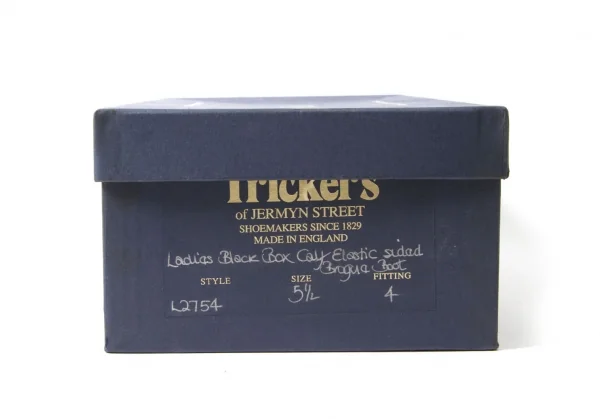 Tricker's
of JERMYN STREET
SHOEMAKERS SINCE 1829
MADE IN ENGLAND
Ladies Black Box Calf Elastic sided
Brogue Boot
STYLE SIZE FITTING
L2754 5½ 4